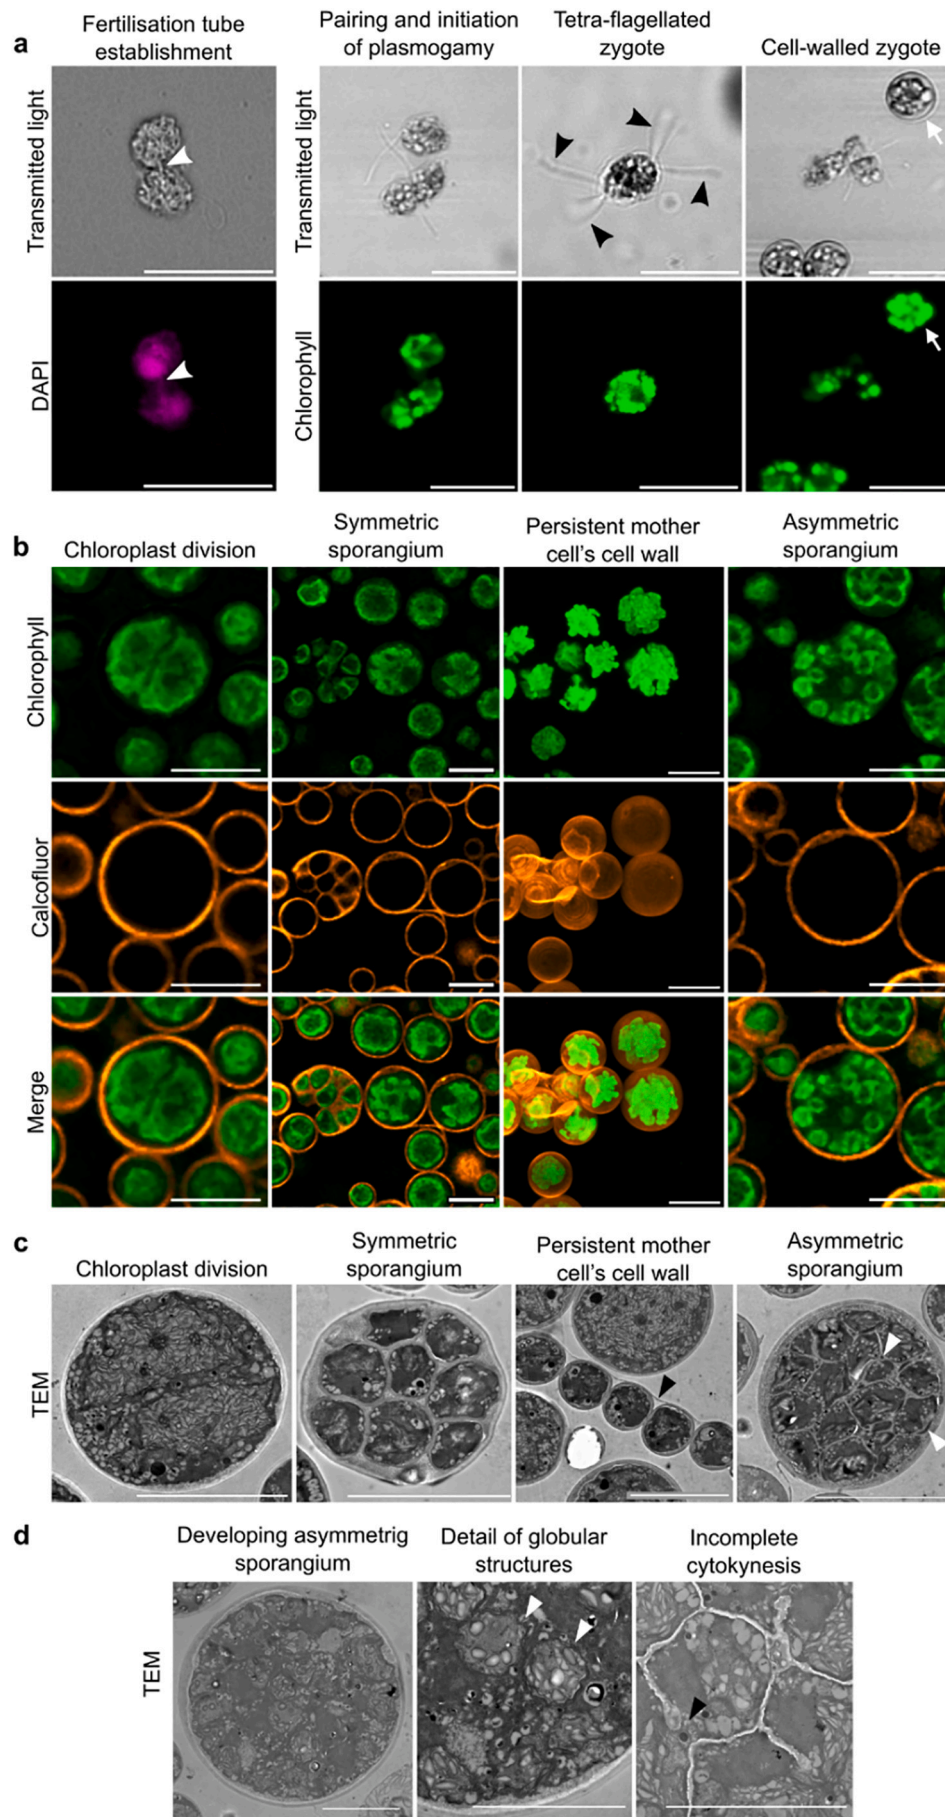 a
Fertilisation tube
establishment
Pairing and initiation
of plasmogamy
Tetra-flagellated
zygote
Cell-walled zygote
Transmitted light
Transmitted light
DAPI
Chlorophyll
b
Chloroplast division
Symmetric
sporangium
Persistent mother
cell's cell wall
Asymmetric
sporangium
Chlorophyll
Calcofluor
Merge
c
Chloroplast division
Symmetric
sporangium
Persistent mother
cell's cell wall
Asymmetric
sporangium
TEM
d
Developing asymmetrig
sporangium
Detail of globular
structures
Incomplete
cytokynesis
TEM